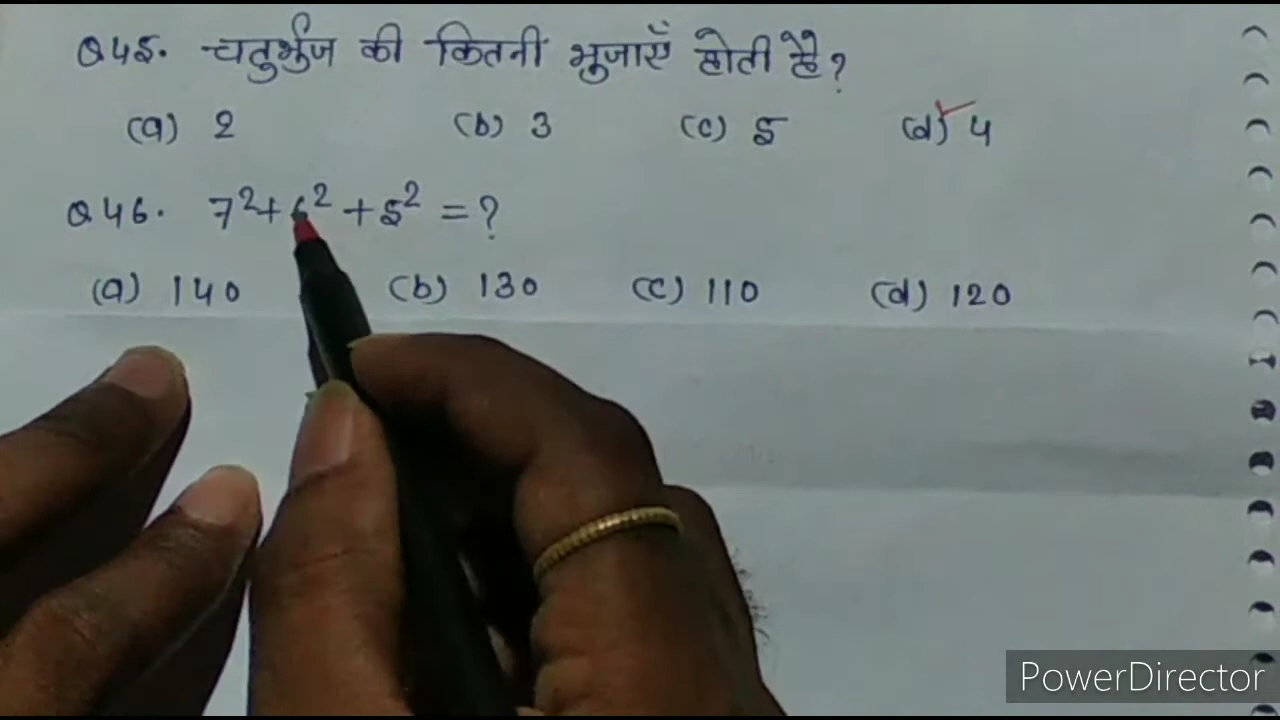 Q45. चतुर्भुज की कितनी भुजाएँ होती है?
(a) 2 (b) 3 (c) 5 (d) 4
Q46. 7²+6²+5² = ?
(a) 140 (b) 130 (c) 110 (d) 120
PowerDirector